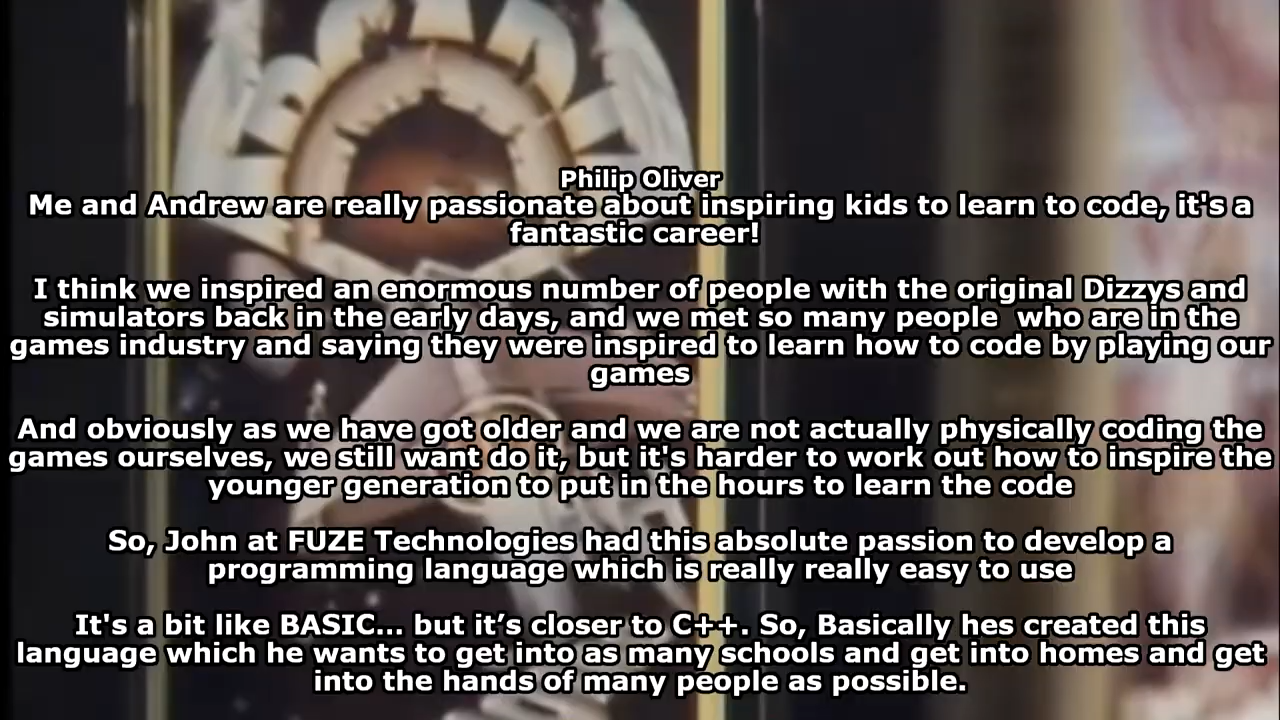 Philip Oliver
Me and Andrew are really passionate about inspiring kids to learn to code, it's a
fantastic career!
I think we inspired an enormous number of people with the original Dizzys and
simulators back in the early days, and we met so many people  who are in the
games industry and saying they were inspired to learn how to code by playing our
games
And obviously as we have got older and we are not actually physically coding the
games ourselves, we still want do it, but it's harder to work out how to inspire the
younger generation to put in the hours to learn the code
So, John at FUZE Technologies had this absolute passion to develop a
programming language which is really really easy to use
It's a bit like BASIC... but it’s closer to C++. So, Basically hes created this
language which he wants to get into as many schools and get into homes and get
into the hands of many people as possible.